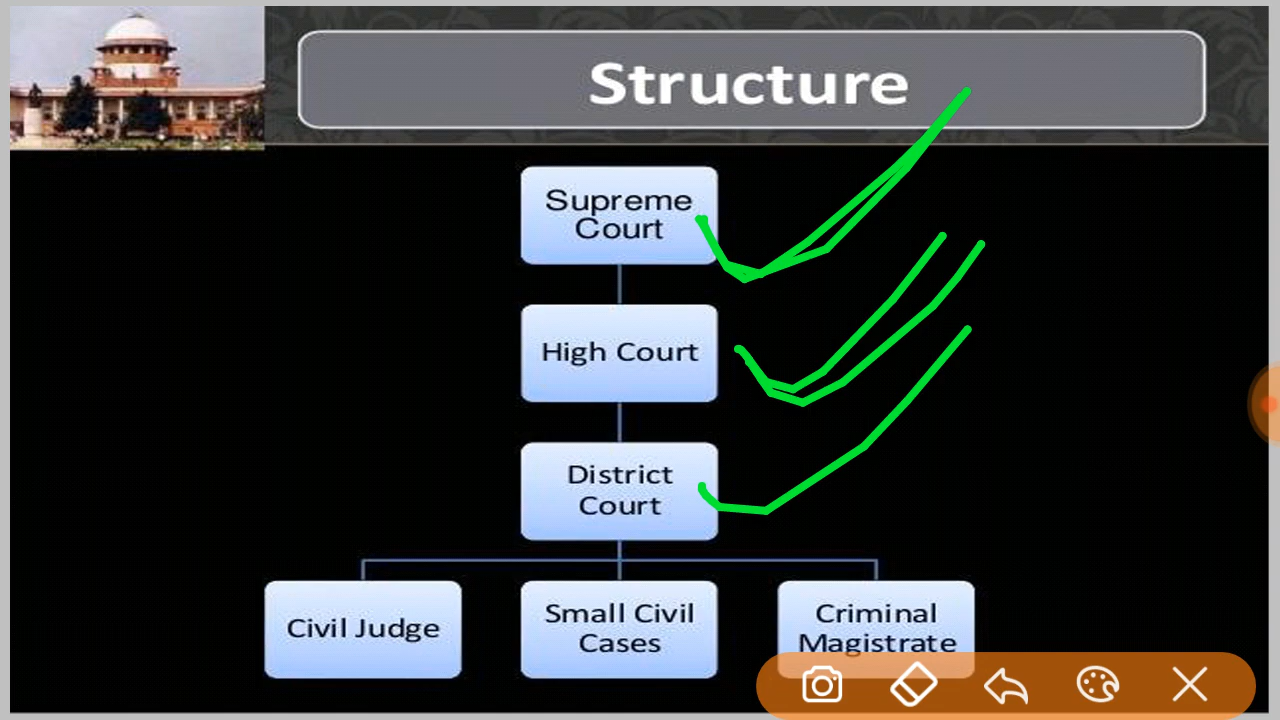 Structure
Supreme
Court
High Court
District
Court
Civil Judge
Small Civil
Cases
Criminal
Magistrate